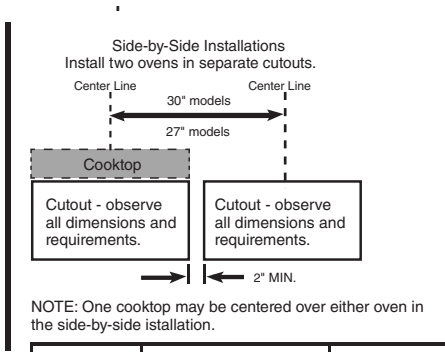 Side-by-Side Installations
Install two ovens in separate cutouts.
Center Line Center Line
30" models
27" models
Cooktop
Cutout - observe
all dimensions and
requirements.
Cutout - observe
all dimensions and
requirements.
2" MIN.
NOTE: One cooktop may be centered over either oven in
the side-by-side istallation.